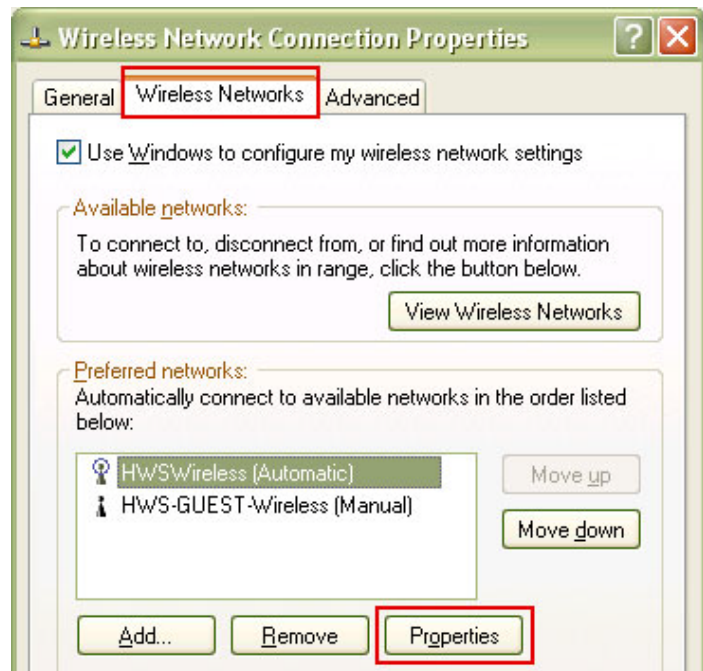 Wireless Network Connection Properties
General Wireless Networks Advanced
Use Windows to configure my wireless network settings
Available networks:
To connect to, disconnect from, or find out more information
about wireless networks in range, click the button below.
View Wireless Networks
Preferred networks:
Automatically connect to available networks in the order listed
below:
HWSWireless (Automatic) Move up
HWS-GUEST-Wireless (Manual)
Move down
Add... Remove Properties